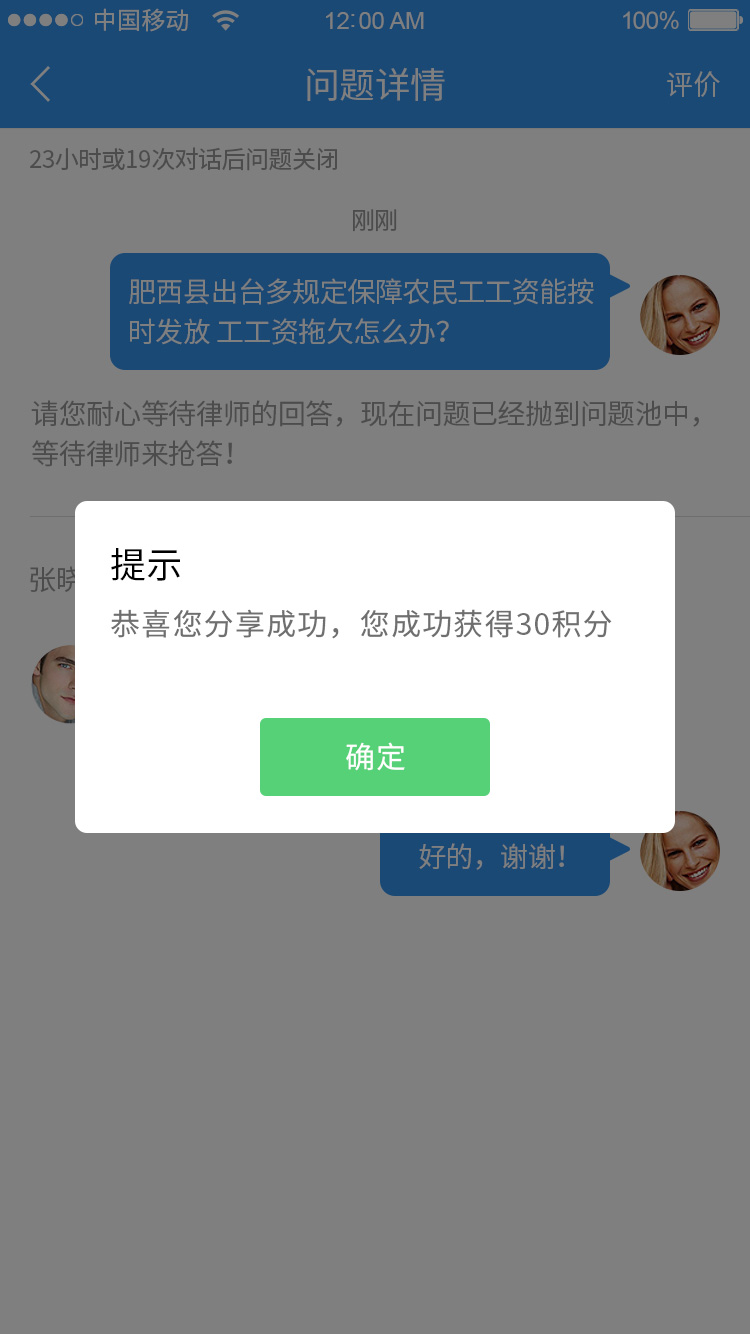 中国移动 12:00 AM 100%
问题详情 评价
23小时或19次对话后问题关闭
刚刚
肥西县出台多规定保障农民工工资能按
时发放 工工资拖欠怎么办？
请您耐心等待律师的回答，现在问题已经抛到问题池中，
等待律师来抢答！
提示
张晓
恭喜您分享成功，您成功获得30积分
确定
好的，谢谢！